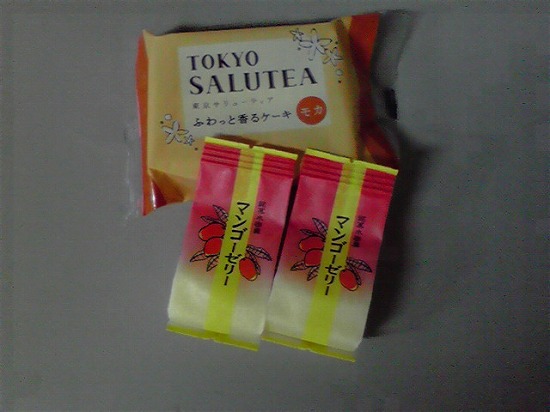 TOKYO
SALUTEA
東京サリューティア
ふわっと香るケーキ モカ
マンゴーゼリー
マンゴーゼリー